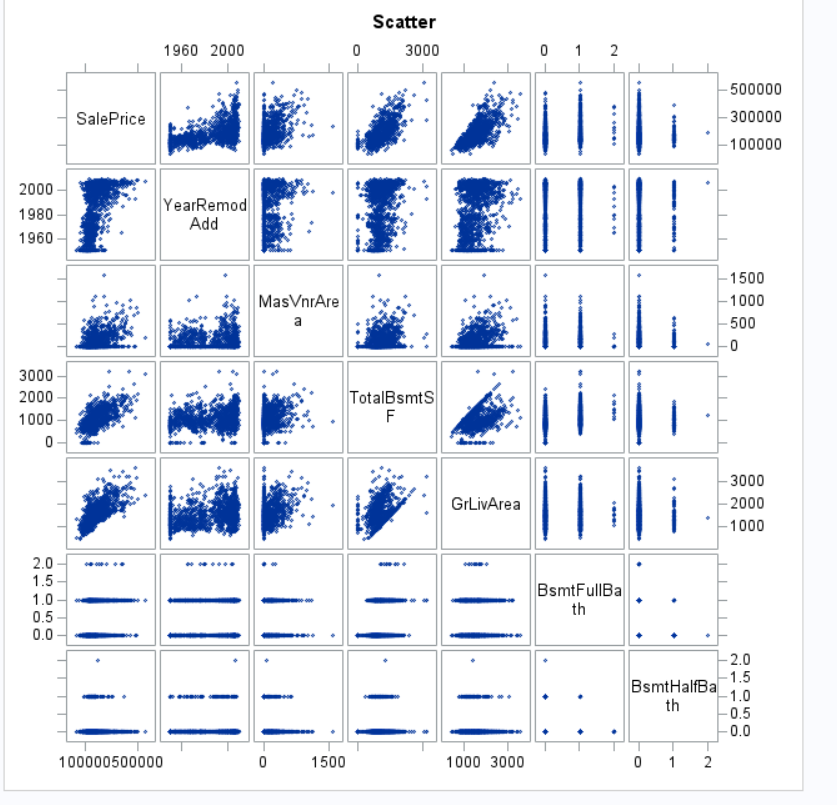 Scatter
1960 2000 0 3000 0 1 2
SalePrice
500000
300000
100000
2000
1980
1960
YearRemod
Add
MasVnrAre
a
1500
1000
500
0
3000
2000
1000
0
TotalBsmtS
F
GrLivArea
3000
2000
1000
2.0
1.5
1.0
0.5
0.0
BsmtFullBa
th
BsmtHalfBa
th
2.0
1.5
1.0
0.5
0.0
100000500000 0 1500 1000 3000 0 1 2